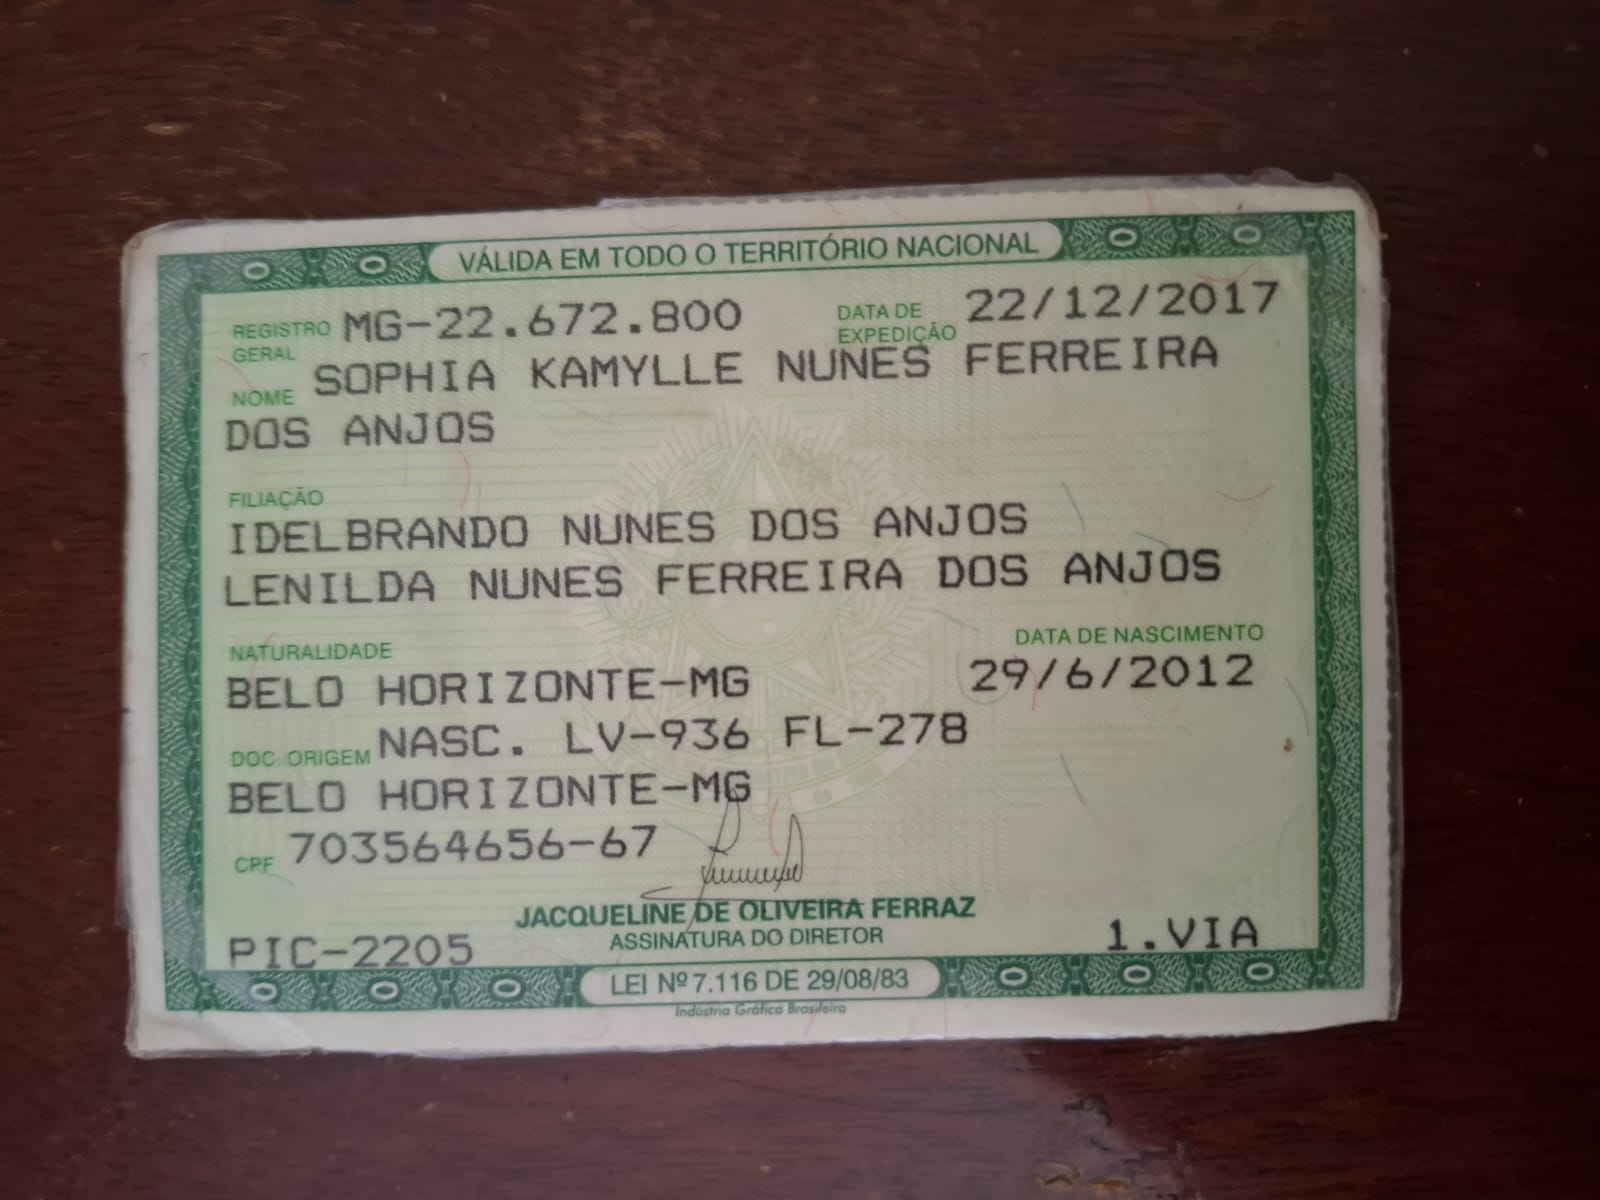 VÁLIDA EM TODO O TERRITÓRIO NACIONAL
REGISTRO GERAL MG-22.672.800 DATA DE EXPEDIÇÃO 22/12/2017
NOME SOPHIA KAMYLLE NUNES FERREIRA
DOS ANJOS
FILIAÇÃO
IDELBRANDO NUNES DOS ANJOS
LENILDA NUNES FERREIRA DOS ANJOS
NATURALIDADE DATA DE NASCIMENTO
BELO HORIZONTE-MG 29/6/2012
DOC. ORIGEM NASC. LV-936 FL-278
BELO HORIZONTE-MG
CPF 703564656-67
JACQUELINE DE OLIVEIRA FERRAZ
PIC-2205 ASSINATURA DO DIRETOR 1.VIA
LEI Nº 7.116 DE 29/08/83
Indústria Gráfica Brasileira